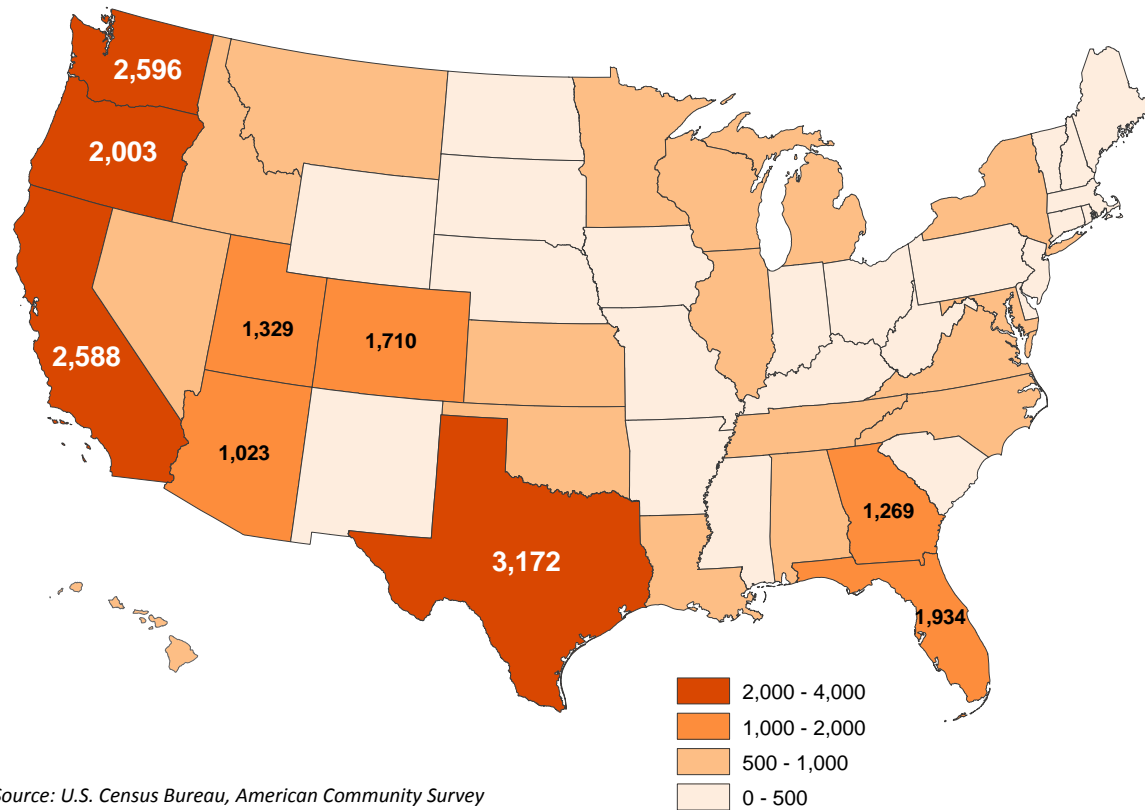 2,596
2,003
2,588
1,329
1,710
1,023
3,172
1,269
1,934
2,000 - 4,000
1,000 - 2,000
500 - 1,000
0 - 500
Source: U.S. Census Bureau, American Community Survey